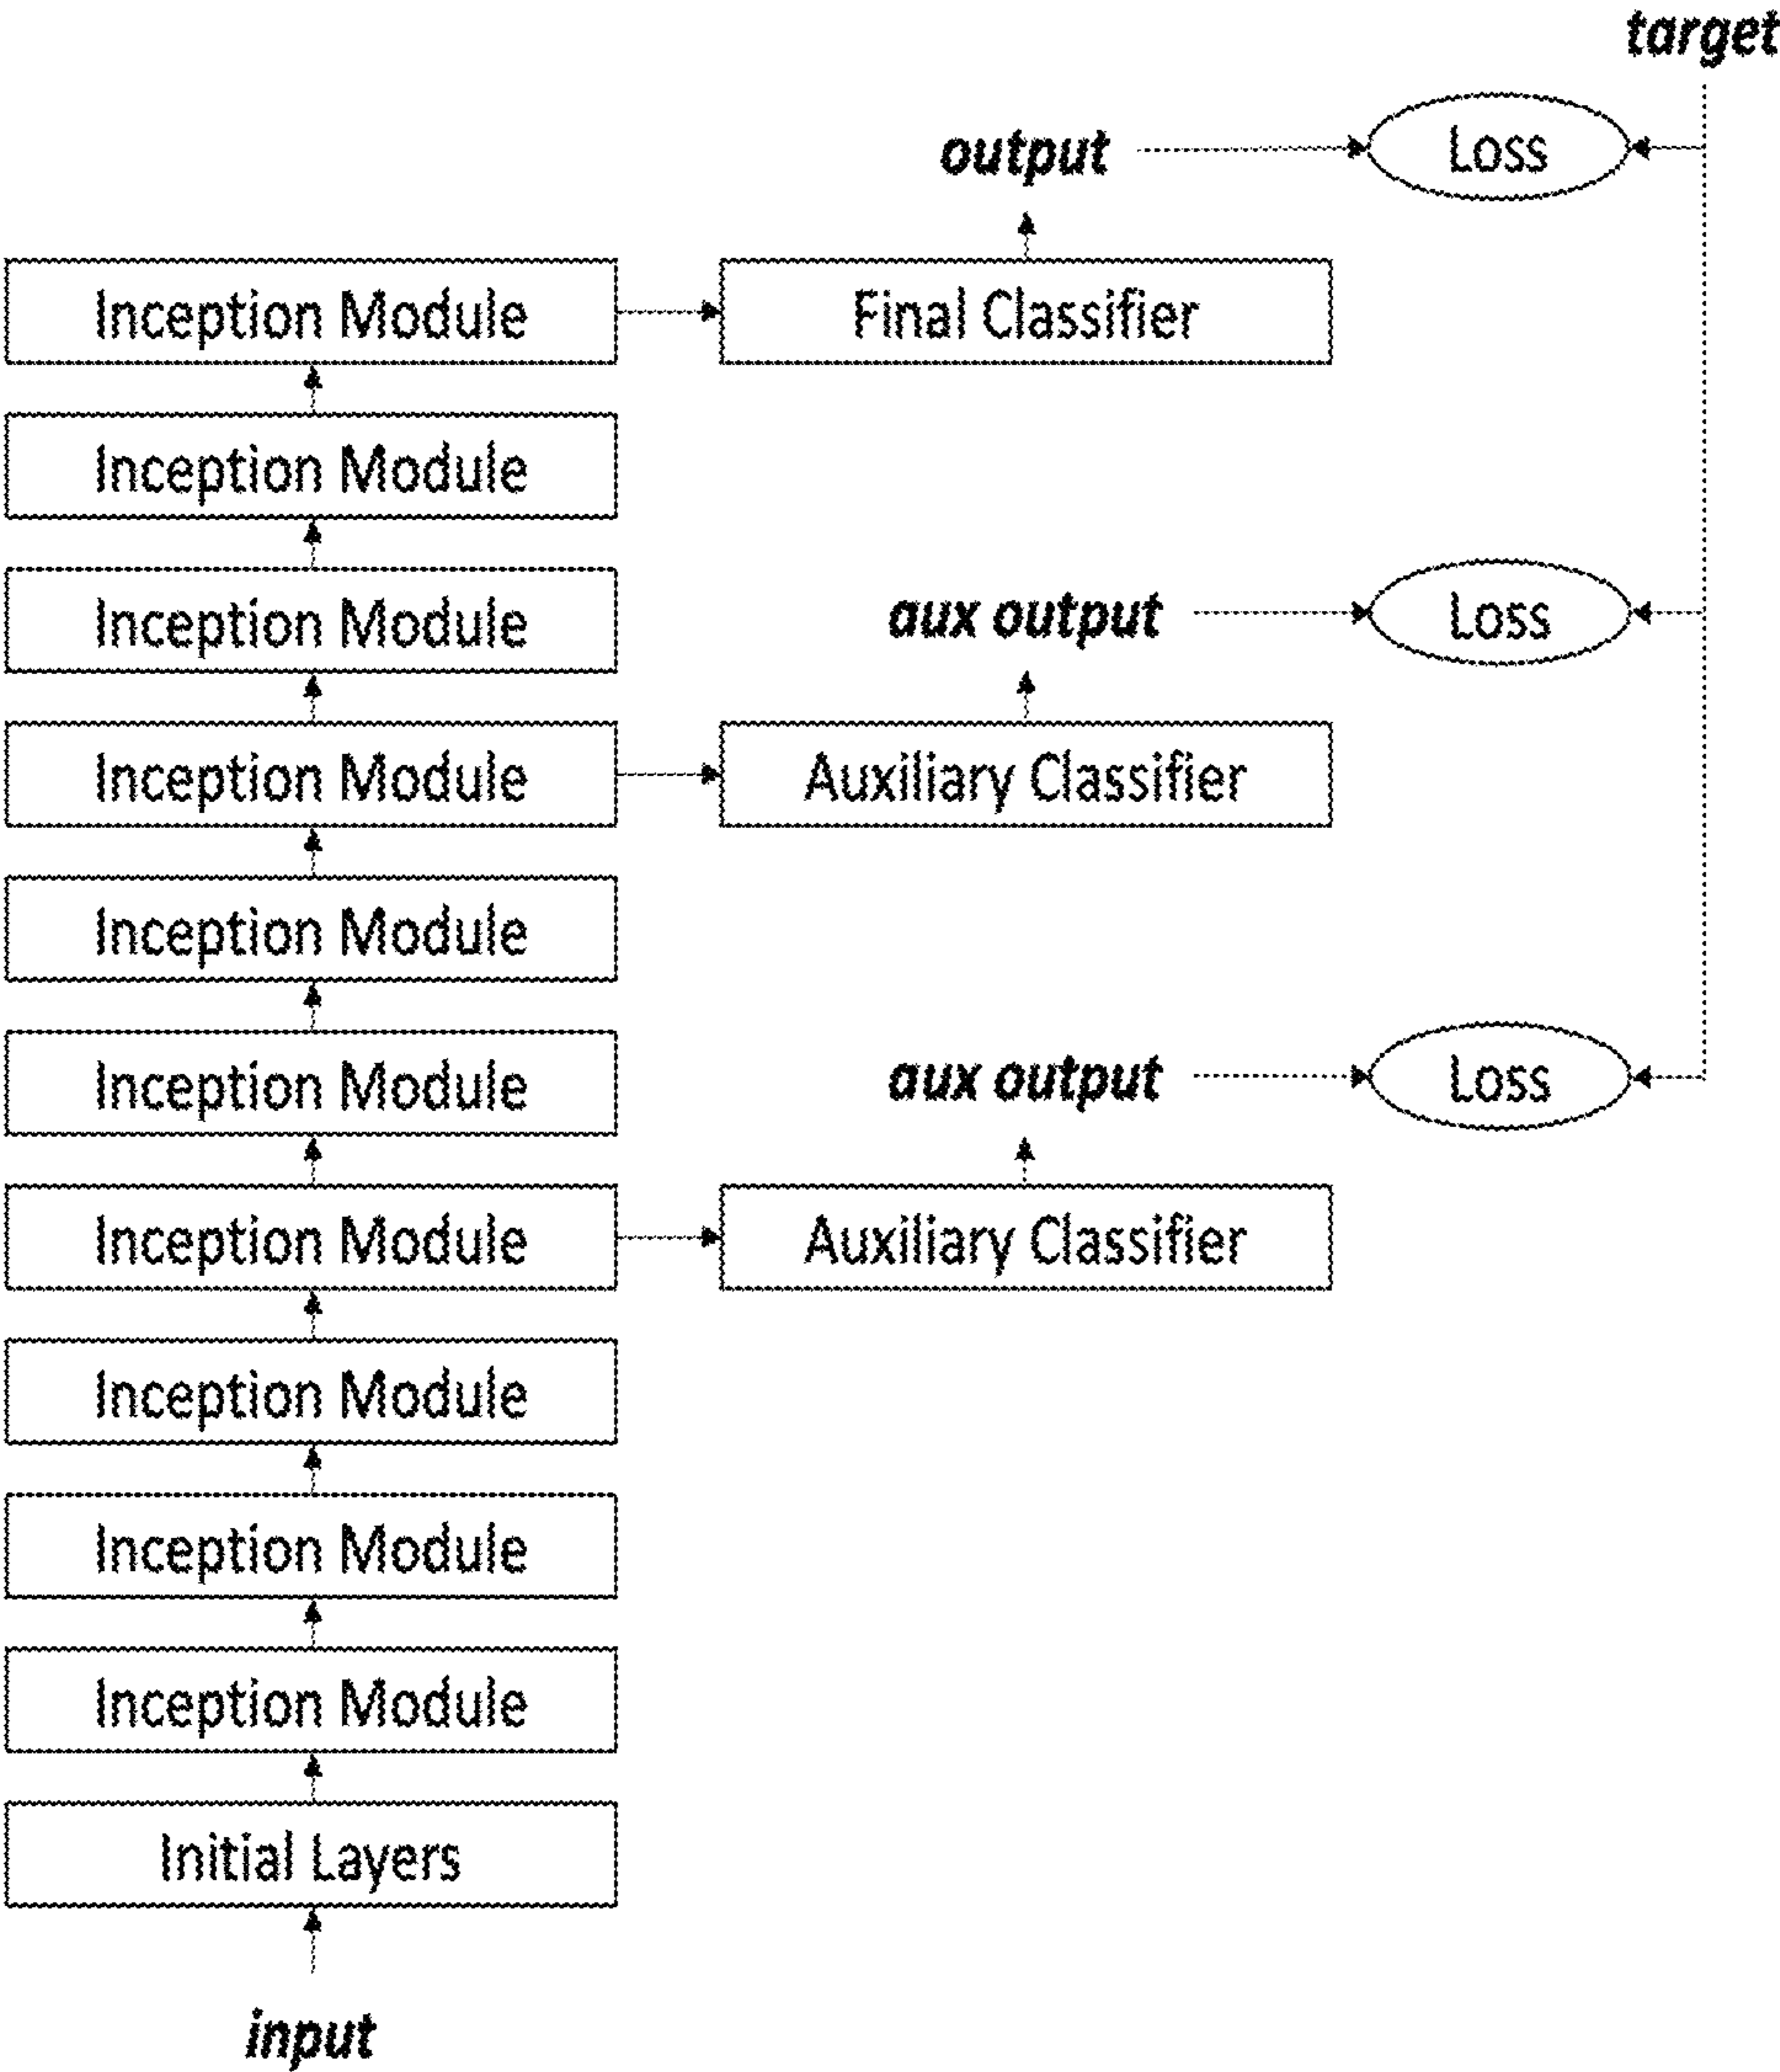 target
output
Loss
Inception Module
Final Classifier
Inception Module
Inception Module
aux output
Loss
Inception Module
Auxiliary Classifier
Inception Module
Inception Module
aux output
Loss
Inception Module
Auxiliary Classifier
Inception Module
Inception Module
Inception Module
Initial Layers
input